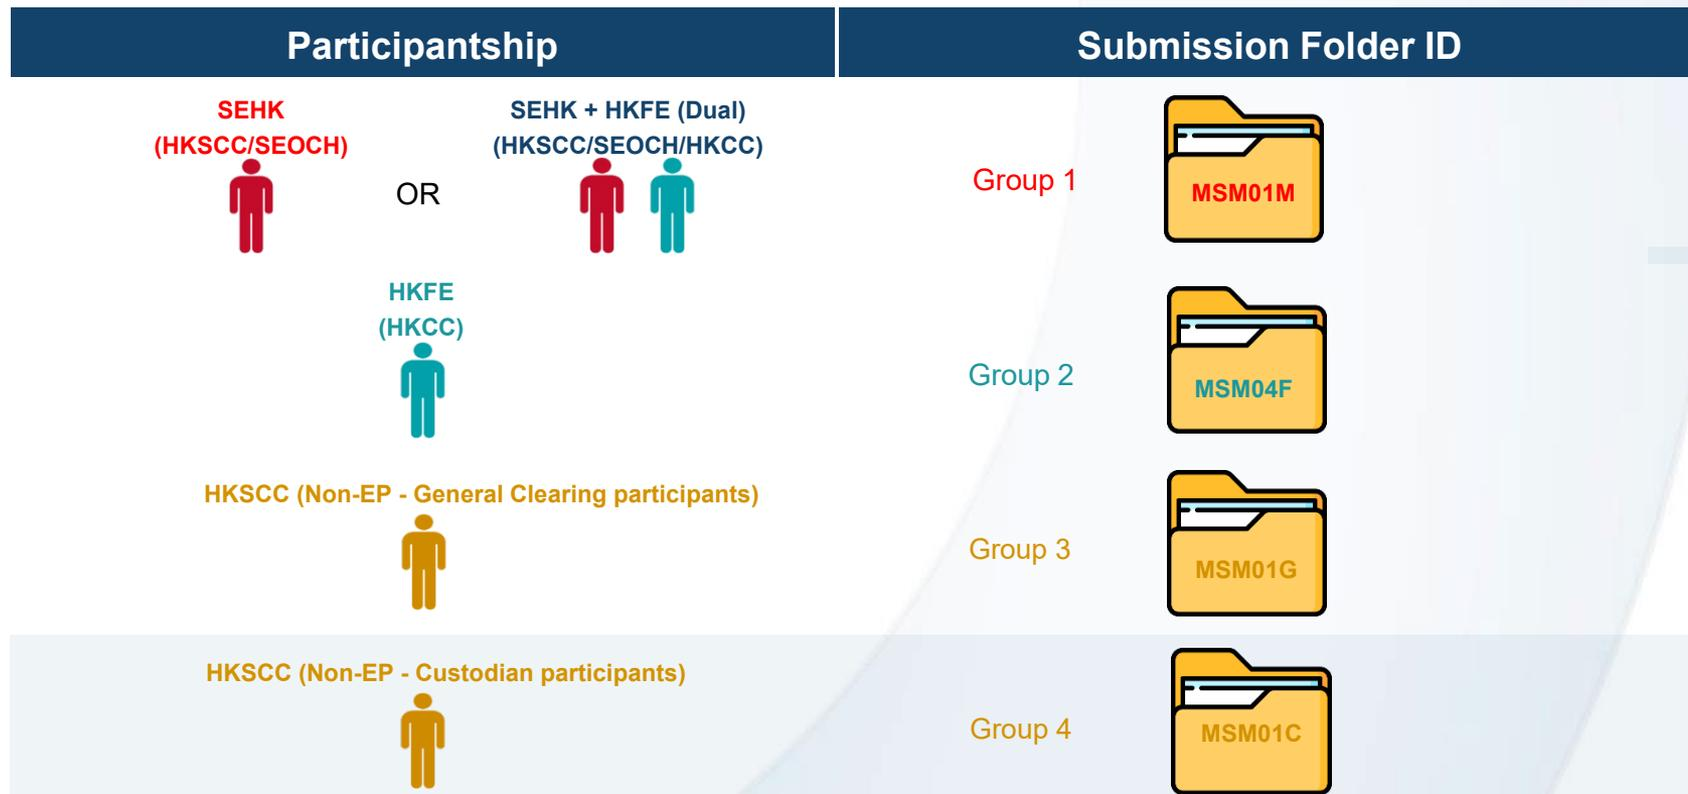 Participantship
Submission Folder ID
SEHK
(HKSCC/SEOCH)
OR
SEHK + HKFE (Dual)
(HKSCC/SEOCH/HKCC)
Group 1
MSM01M
HKFE
(HKCC)
Group 2
MSM04F
HKSCC (Non-EP - General Clearing participants)
Group 3
MSM01G
HKSCC (Non-EP - Custodian participants)
Group 4
MSM01C